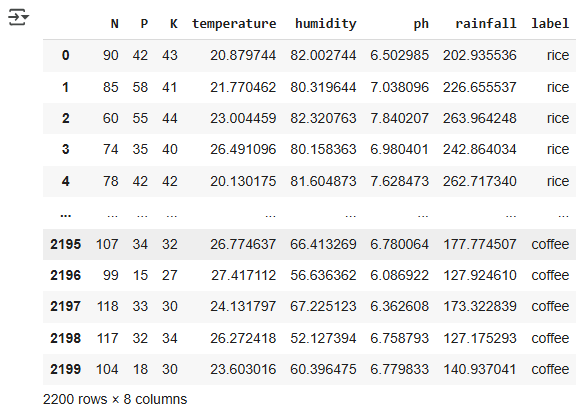 N P K temperature humidity ph rainfall label
0 90 42 43 20.879744 82.002744 6.502985 202.935536 rice
1 85 58 41 21.770462 80.319644 7.038096 226.655537 rice
2 60 55 44 23.004459 82.320763 7.840207 263.964248 rice
3 74 35 40 26.491096 80.158363 6.980401 242.864034 rice
4 78 42 42 20.130175 81.604873 7.628473 262.717340 rice
... ... ... ... ... ... ... ... ...
2195 107 34 32 26.774637 66.413269 6.780064 177.774507 coffee
2196 99 15 27 27.417112 56.636362 6.086922 127.924610 coffee
2197 118 33 30 24.131797 67.225123 6.362608 173.322839 coffee
2198 117 32 34 26.272418 52.127394 6.758793 127.175293 coffee
2199 104 18 30 23.603016 60.396475 6.779833 140.937041 coffee
2200 rows × 8 columns